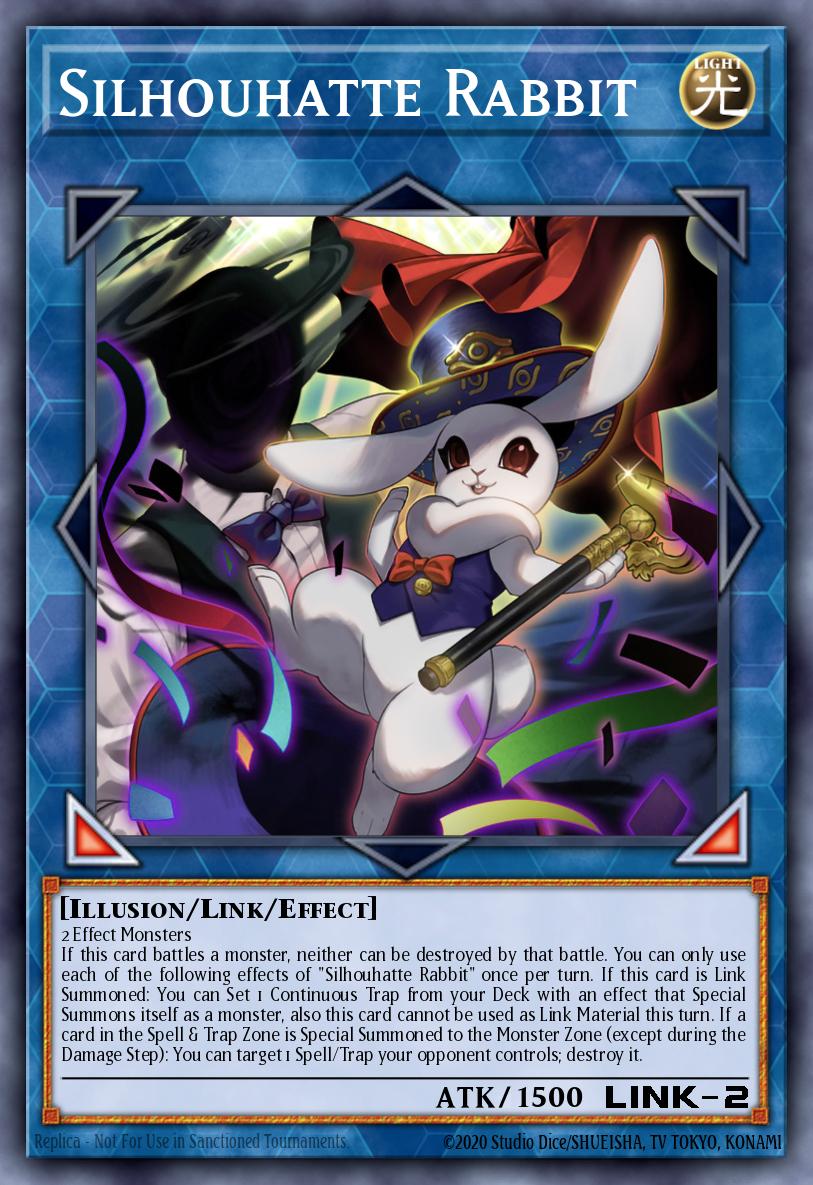 Silhouhatte Rabbit
LIGHT
光
[Illusion/Link/Effect]
2 Effect Monsters
If this card battles a monster, neither can be destroyed by that battle. You can only use
each of the following effects of "Silhouhatte Rabbit" once per turn. If this card is Link
Summoned: You can Set 1 Continuous Trap from your Deck with an effect that Special
Summons itself as a monster, also this card cannot be used as Link Material this turn. If a
card in the Spell & Trap Zone is Special Summoned to the Monster Zone (except during the
Damage Step): You can target 1 Spell/Trap your opponent controls; destroy it.
ATK/1500 LINK-2
Replica - Not For Use in Sanctioned Tournaments. ©2020 Studio Dice/SHUEISHA, TV TOKYO, KONAMI